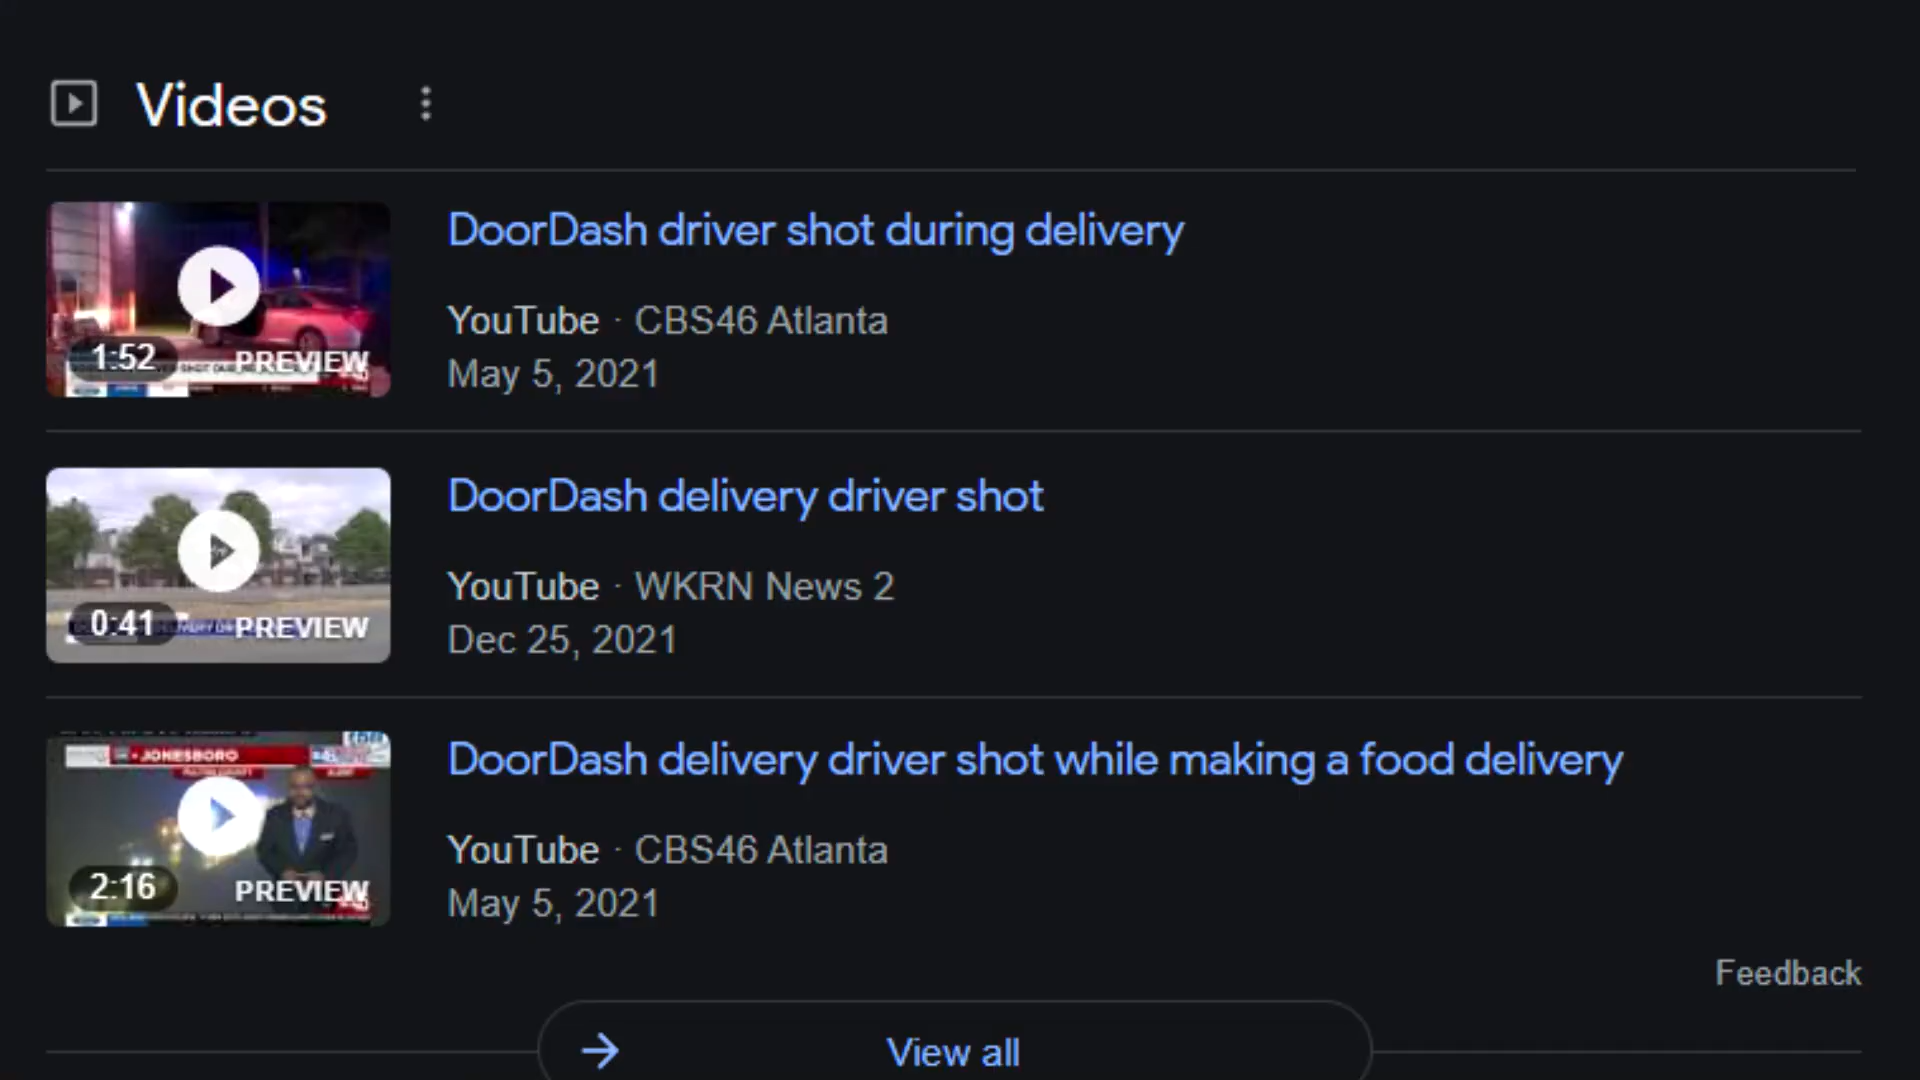 Videos
DoorDash driver shot during delivery
YouTube · CBS46 Atlanta
May 5, 2021
1:52
PREVIEW
DoorDash delivery driver shot
YouTube · WKRN News 2
Dec 25, 2021
0:41
PREVIEW
JONESBORO
DoorDash delivery driver shot while making a food delivery
YouTube · CBS46 Atlanta
May 5, 2021
2:16
PREVIEW
Feedback
View all